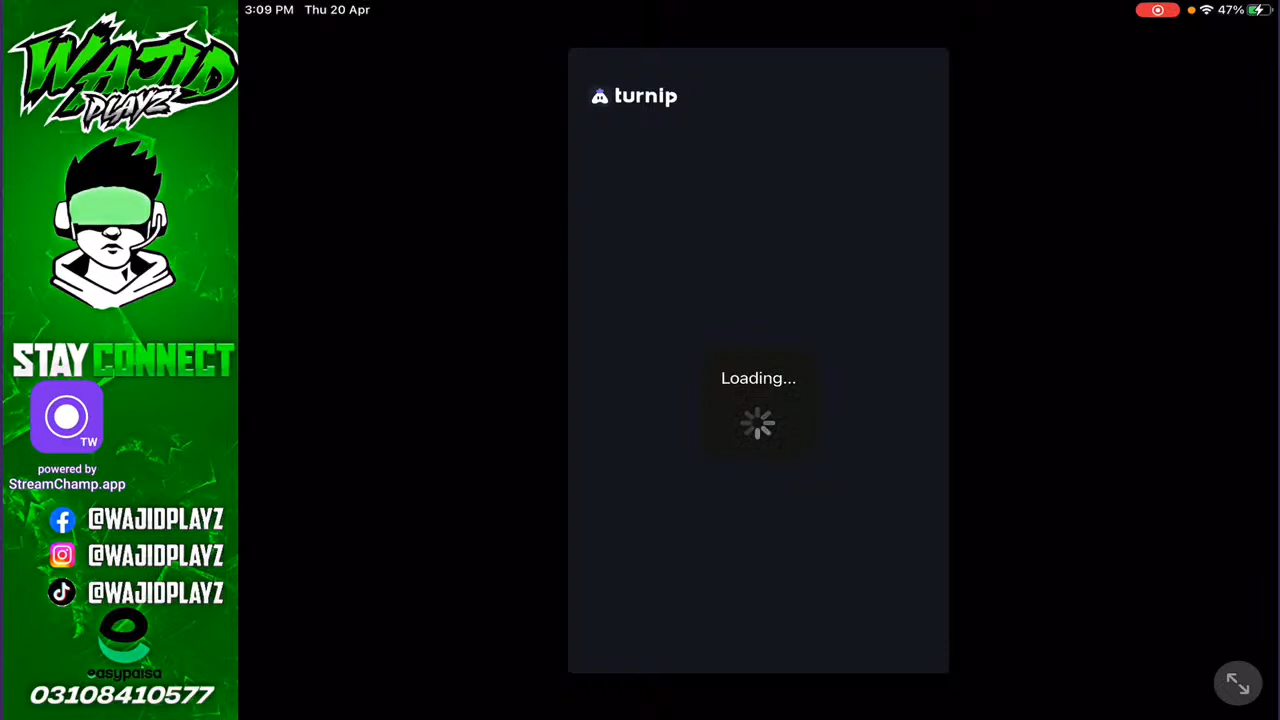 3:09 PM Thu 20 Apr
47%
WAJID
PLAYZ
STAY CONNECT
TW
powered by
StreamChamp.app
@WAJIDPLAYZ
@WAJIDPLAYZ
@WAJIDPLAYZ
easypaisa
03108410577
turnip
Loading...